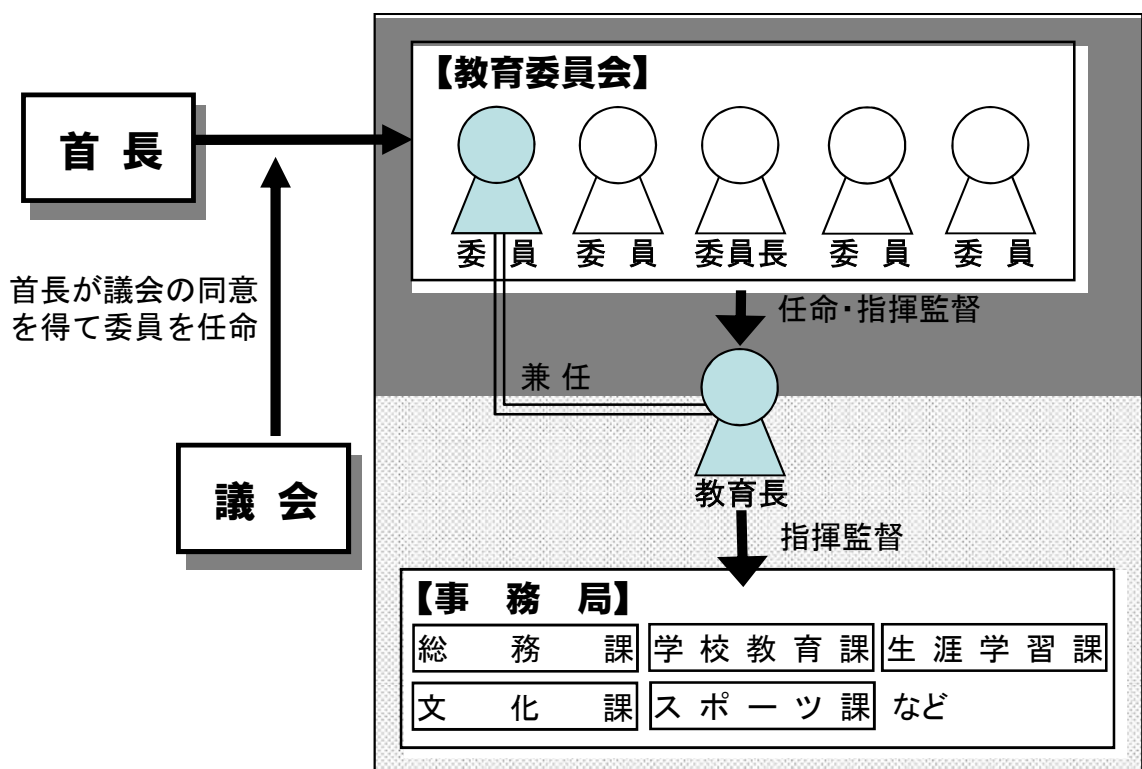 【教育委員会】
首 長
委 員
委 員
委員長
委 員
委 員
首長が議会の同意
を得て委員を任命
任命・指揮監督
兼 任
議 会
教育長
指揮監督
【事 務 局】
総 務 課
学 校 教 育 課
生 涯 学 習 課
文 化 課
ス ポ ー ツ 課
など